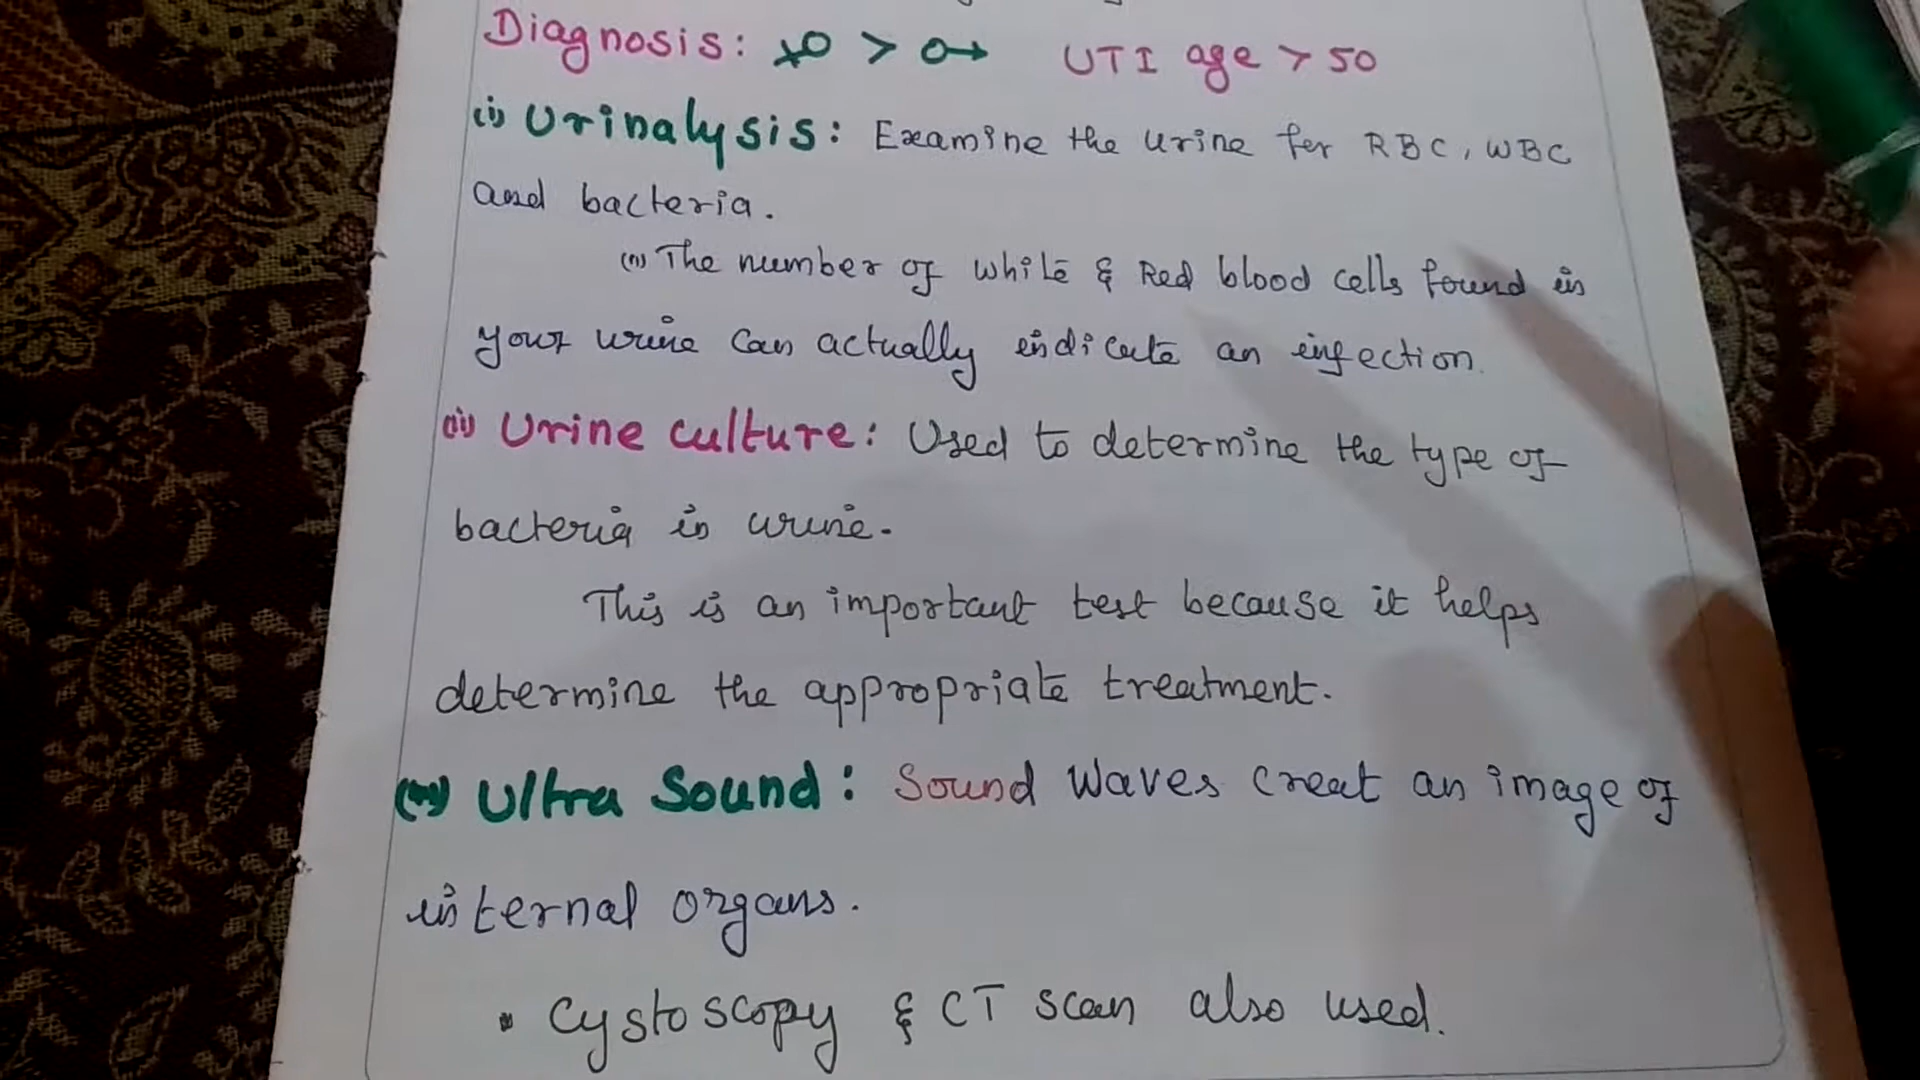 Diagnosis: ♀ > ♂ UTI age > 50
(i) Urinalysis: Examine the urine for RBC, WBC
and bacteria.
The number of white & Red blood cells found in
your urine can actually indicate an infection.
(ii) Urine culture: Used to determine the type of
bacteria in urine.
This is an important test because it helps
determine the appropriate treatment.
(iii) Ultra Sound: Sound waves creat an image of
internal organs.
• Cystoscopy & CT scan also used.